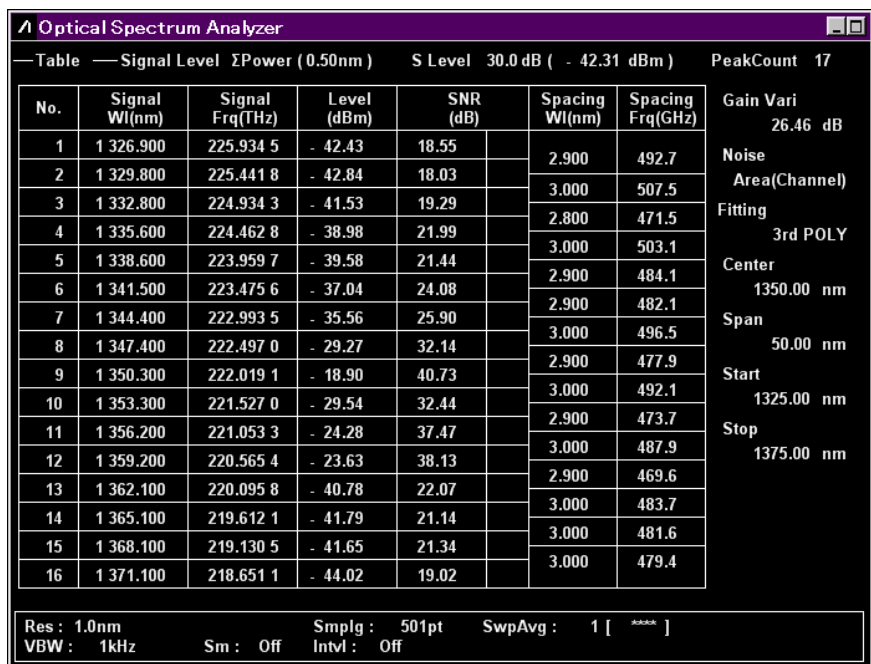 Optical Spectrum Analyzer
Table Signal Level ΣPower ( 0.50nm ) S Level 30.0 dB ( - 42.31 dBm ) PeakCount 17
No. Signal Wl(nm) Signal Frq(THz) Level (dBm) SNR (dB) Spacing Wl(nm) Spacing Frq(GHz)
1 1 326.900 225.934 5 - 42.43 18.55
2.900 492.7
2 1 329.800 225.441 8 - 42.84 18.03
3.000 507.5
3 1 332.800 224.934 3 - 41.53 19.29
2.800 471.5
4 1 335.600 224.462 8 - 38.98 21.99
3.000 503.1
5 1 338.600 223.959 7 - 39.58 21.44
2.900 484.1
6 1 341.500 223.475 6 - 37.04 24.08
2.900 482.1
7 1 344.400 222.993 5 - 35.56 25.90
3.000 496.5
8 1 347.400 222.497 0 - 29.27 32.14
2.900 477.9
9 1 350.300 222.019 1 - 18.90 40.73
3.000 492.1
10 1 353.300 221.527 0 - 29.54 32.44
2.900 473.7
11 1 356.200 221.053 3 - 24.28 37.47
3.000 487.9
12 1 359.200 220.565 4 - 23.63 38.13
2.900 469.6
13 1 362.100 220.095 8 - 40.78 22.07
3.000 483.7
14 1 365.100 219.612 1 - 41.79 21.14
3.000 481.6
15 1 368.100 219.130 5 - 41.65 21.34
3.000 479.4
16 1 371.100 218.651 1 - 44.02 19.02
Gain Vari
26.46 dB
Noise
Area(Channel)
Fitting
3rd POLY
Center
1350.00 nm
Span
50.00 nm
Start
1325.00 nm
Stop
1375.00 nm
Res : 1.0nm Smplg : 501pt SwpAvg : 1 [ **** ]
VBW : 1kHz Sm : Off Intvl : Off